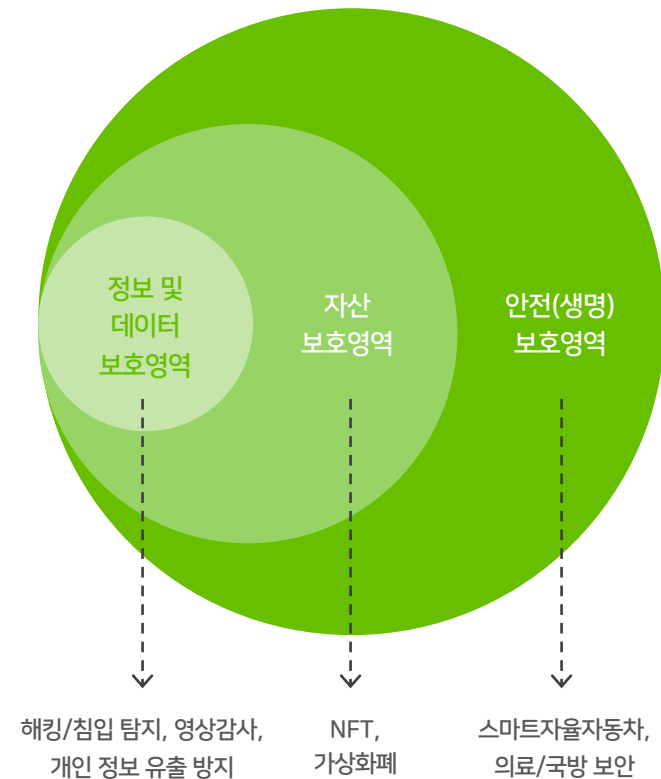 정보 및
데이터
보호영역
자산
보호영역
안전(생명)
보호영역
해킹/침입 탐지, 영상감사,
개인 정보 유출 방지
NFT,
가상화폐
스마트자율자동차,
의료/국방 보안